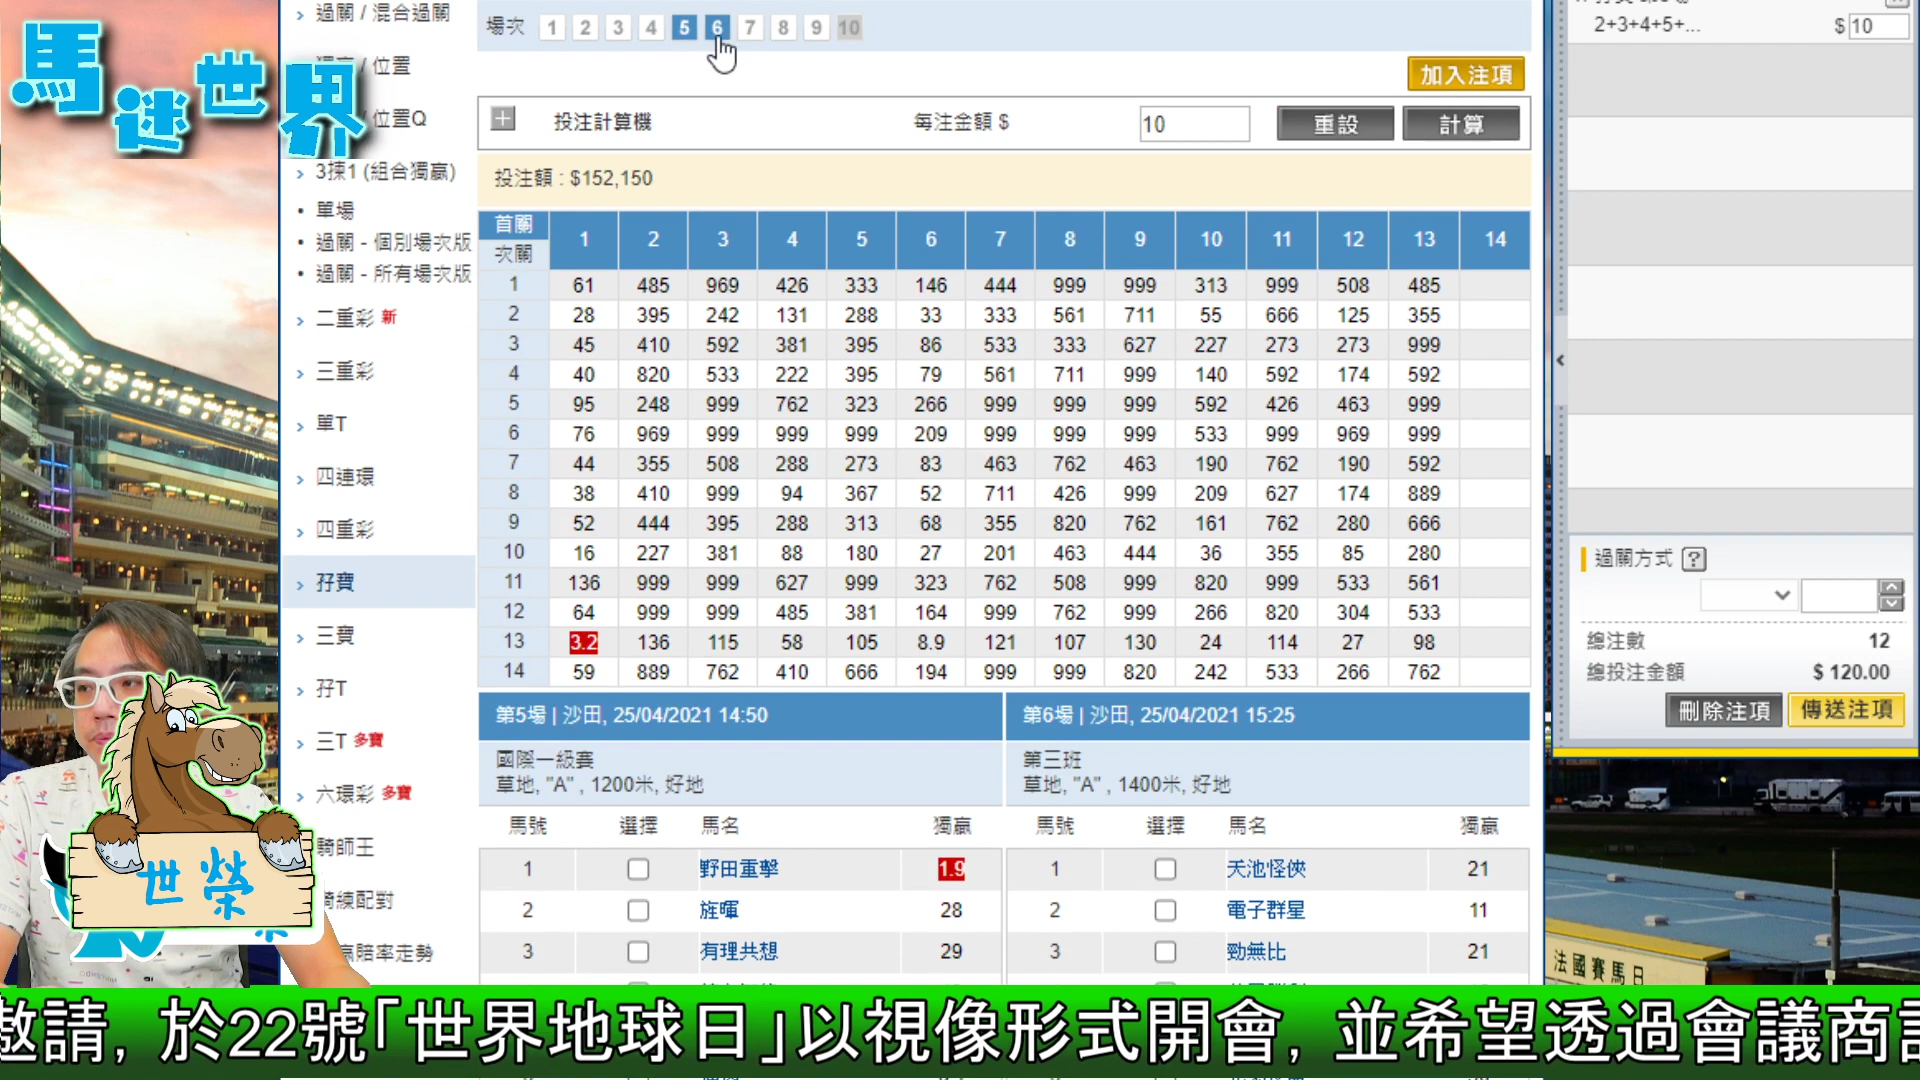 馬迷世界
過關 / 混合過關
位置
位置Q
3揀1 (組合獨贏)
單場
過關 - 個別場次版
過關 - 所有場次版
二重彩 新
三重彩
單T
四連環
四重彩
孖寶
三寶
孖T
三T 多寶
六環彩 多寶
騎師王
騎練配對
賠率走勢
世榮
場次 1 2 3 4 5 6 7 8 9 10
加入注項
投注計算機 每注金額 $ 10 重設 計算
投注額 : $152,150
首關 1 2 3 4 5 6 7 8 9 10 11 12 13 14
次關
1 61 485 969 426 333 146 444 999 999 313 999 508 485
2 28 395 242 131 288 33 333 561 711 55 666 125 355
3 45 410 592 381 395 86 533 333 627 227 273 273 999
4 40 820 533 222 395 79 561 711 999 140 592 174 592
5 95 248 999 762 323 266 999 999 999 592 426 463 999
6 76 969 999 999 999 209 999 999 999 533 999 969 999
7 44 355 508 288 273 83 463 762 463 190 762 190 592
8 38 410 999 94 367 52 711 426 999 209 627 174 889
9 52 444 395 288 313 68 355 820 762 161 762 280 666
10 16 227 381 88 180 27 201 463 444 36 355 85 280
11 136 999 999 627 999 323 762 508 999 820 999 533 561
12 64 999 999 485 381 164 999 762 999 266 820 304 533
13 3.2 136 115 58 105 8.9 121 107 130 24 114 27 98
14 59 889 762 410 666 194 999 999 820 242 533 266 762
第5場 | 沙田, 25/04/2021 14:50
國際一級賽
草地, "A" , 1200米, 好地
馬號 選擇 馬名 獨贏
1 野田重擊 1.9
2 旌暉 28
3 有理共想 29
第6場 | 沙田, 25/04/2021 15:25
第三班
草地, "A" , 1400米, 好地
馬號 選擇 馬名 獨贏
1 天池怪俠 21
2 電子群星 11
3 勁無比 21
2+3+4+5+... $ 10
過關方式 ?
總注數 12
總投注金額 $ 120.00
刪除注項 傳送注項
法國賽馬日
邀請, 於22號「世界地球日」以視像形式開會, 並希望透過會議商